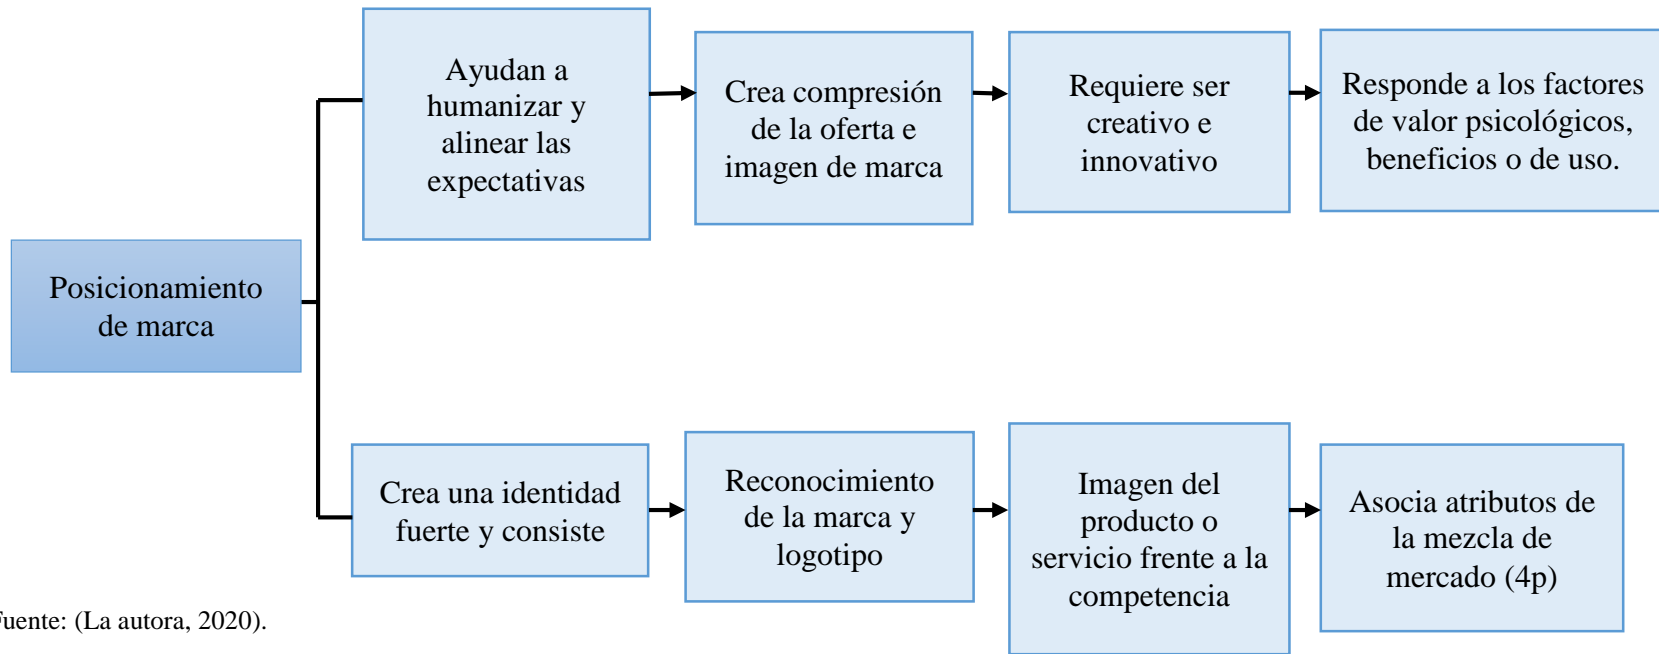 Ayudan a
humanizar y
alinear las
expectativas
Crea compresión
de la oferta e
imagen de marca
Requiere ser
creativo e
innovativo
Responde a los factores
de valor psicológicos,
beneficios o de uso.
Posicionamiento
de marca
Crea una identidad
fuerte y consiste
Reconocimiento
de la marca y
logotipo
Imagen del
producto o
servicio frente a la
competencia
Asocia atributos de
la mezcla de
mercado (4p)
Fuente: (La autora, 2020).